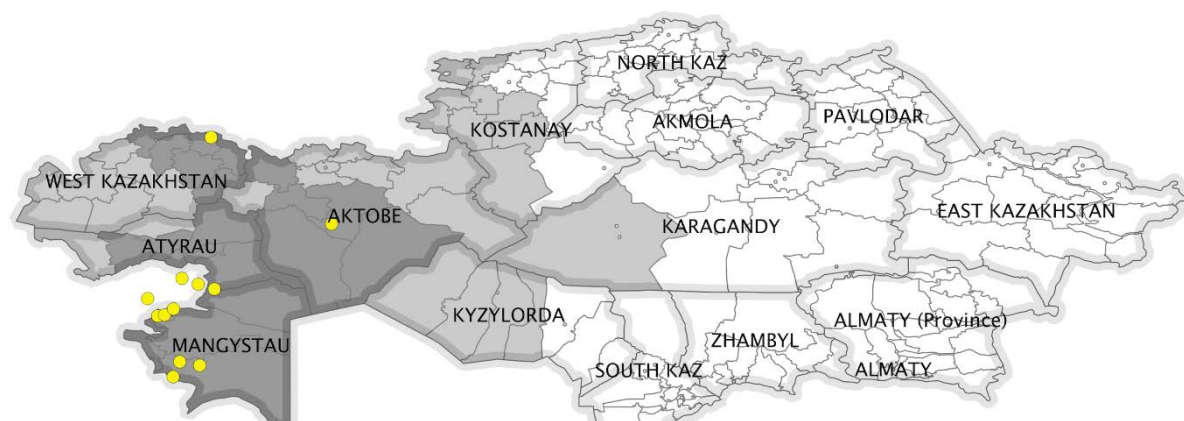 NORTH KAZ
PAVLODAR
AKMOLA
KOSTANAY
WEST KAZAKHSTAN
EAST KAZAKHSTAN
AKTOBE
KARAGANDY
ATYRAU
KYZYLORDA
ALMATY (Province)
ZHAMBYL
MANGYSTAU
SOUTH KAZ
ALMATY